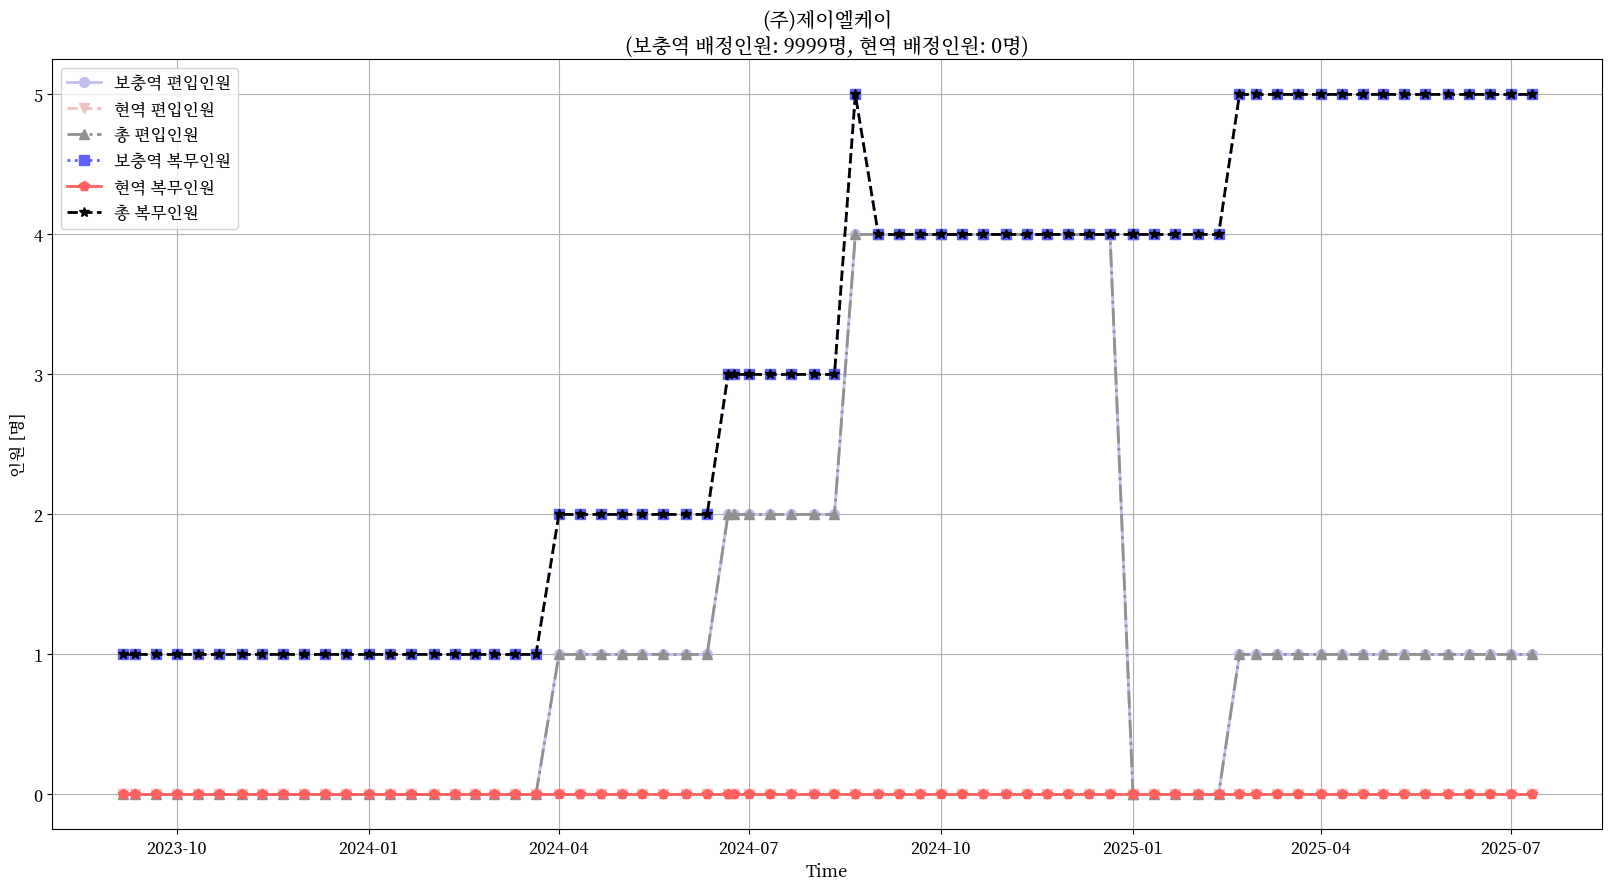 (주)제이엘케이
(보충역 배정인원: 9999명, 현역 배정인원: 0명)
보충역 편입인원
현역 편입인원
총 편입인원
보충역 복무인원
현역 복무인원
총 복무인원
5
4
3
2
1
0
인원 [명]
2023-10
2024-01
2024-04
2024-07
2024-10
2025-01
2025-04
2025-07
Time